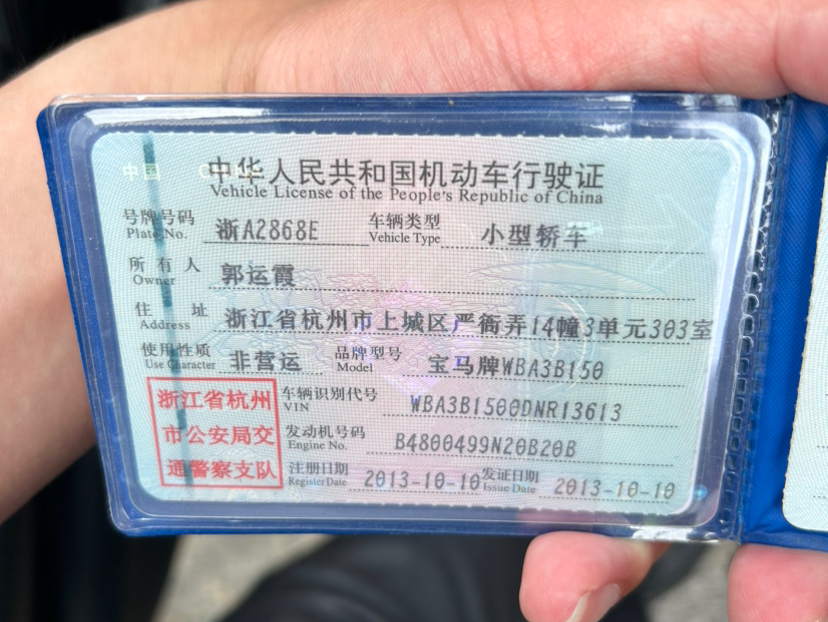 中华人民共和国机动车行驶证
Vehicle License of the People's Republic of China
号牌号码 浙A2868E 车辆类型 小型轿车
Plate No. Vehicle Type
所有人 郭运霞
Owner
住址 浙江省杭州市上城区严衙弄14幢3单元303室
Address
使用性质 非营运 品牌型号 宝马牌WBA3B150
Use Character Model
浙江省杭州
市公安局交
通警察支队
车辆识别代号 WBA3B1500DNR13613
VIN
发动机号码 B4800499N20B20B
Engine No.
注册日期 2013-10-10 发证日期 2013-10-10
Register Date Issue Date